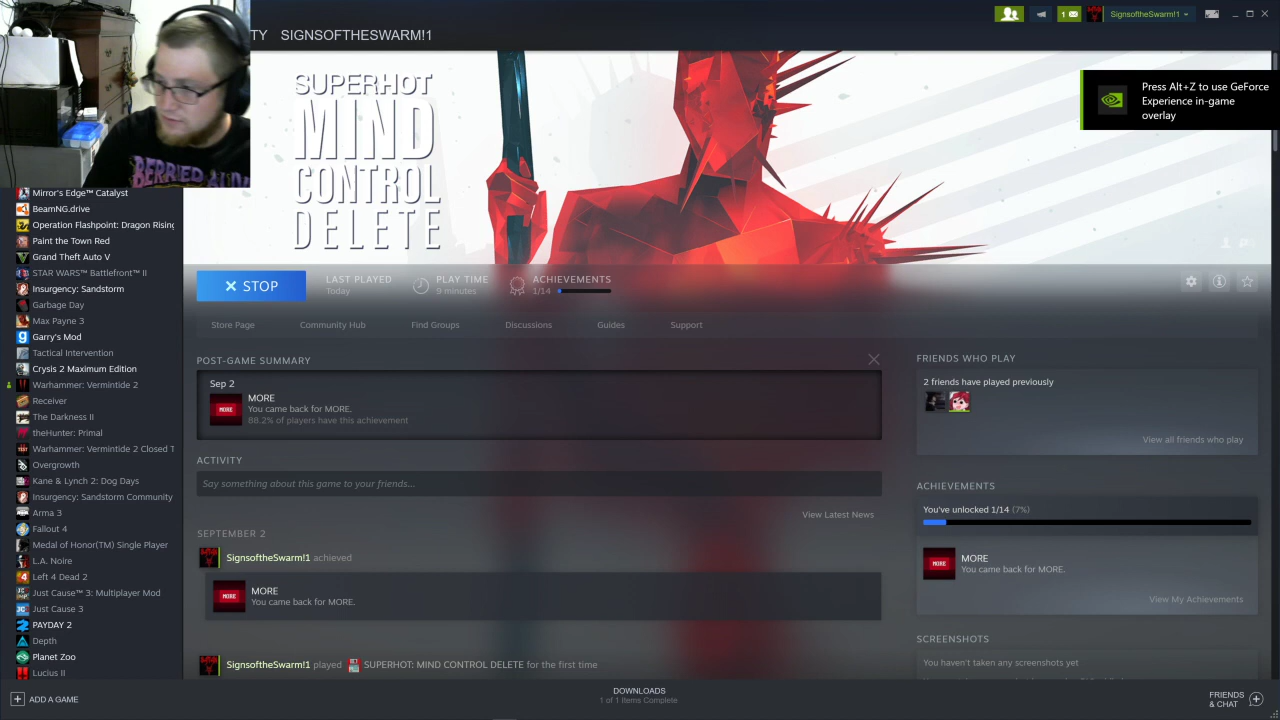 TY SIGNSOFTHESWARM!1
1
SignsoftheSwarm!1
Press Alt+Z to use GeForce
Experience in-game
overlay
SUPERHOT
MIND
CONTROL
DELETE
BERRIED
Mirror's Edge™ Catalyst
BeamNG.drive
Operation Flashpoint: Dragon Rising
Paint the Town Red
Grand Theft Auto V
STAR WARS™ Battlefront™ II
Insurgency: Sandstorm
Garbage Day
Max Payne 3
Garry's Mod
Tactical Intervention
Crysis 2 Maximum Edition
Warhammer: Vermintide 2
Receiver
The Darkness II
theHunter: Primal
Warhammer: Vermintide 2 Closed T
Overgrowth
Kane & Lynch 2: Dog Days
Insurgency: Sandstorm Community
Arma 3
Fallout 4
Medal of Honor(TM) Single Player
L.A. Noire
Left 4 Dead 2
Just Cause™ 3: Multiplayer Mod
Just Cause 3
PAYDAY 2
Depth
Planet Zoo
Lucius II
STOP
LAST PLAYED
Today
PLAY TIME
9 minutes
ACHIEVEMENTS
1/14
Store Page
Community Hub
Find Groups
Discussions
Guides
Support
POST-GAME SUMMARY
Sep 2
MORE
MORE
You came back for MORE.
88.2% of players have this achievement
ACTIVITY
Say something about this game to your friends...
View Latest News
SEPTEMBER 2
SignsoftheSwarm!1 achieved
MORE
MORE
You came back for MORE.
SignsoftheSwarm!1 played SUPERHOT: MIND CONTROL DELETE for the first time
FRIENDS WHO PLAY
2 friends have played previously
View all friends who play
ACHIEVEMENTS
You've unlocked 1/14 (7%)
MORE
MORE
You came back for MORE.
View My Achievements
SCREENSHOTS
You haven't taken any screenshots yet
ADD A GAME
DOWNLOADS
1 of 1 Items Complete
FRIENDS
& CHAT